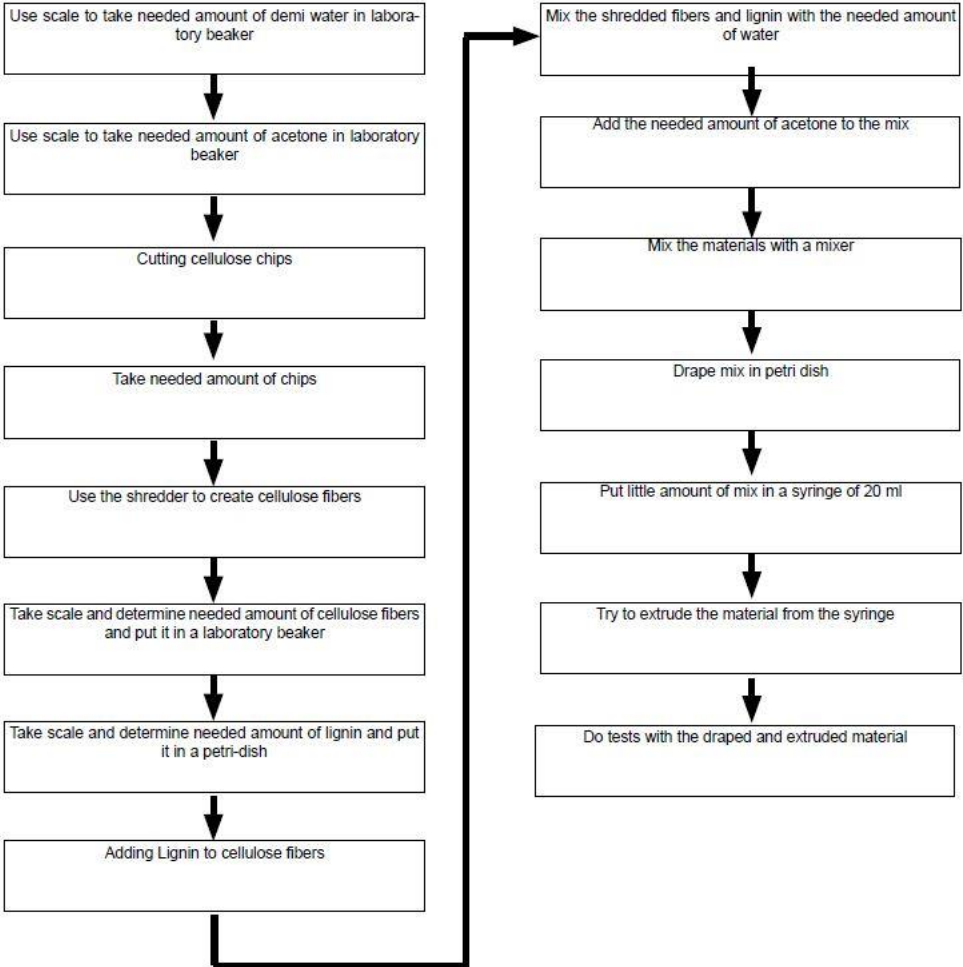 Use scale to take needed amount of demi water in labora-
tory beaker
Use scale to take needed amount of acetone in laboratory
beaker
Cutting cellulose chips
Take needed amount of chips
Use the shredder to create cellulose fibers
Take scale and determine needed amount of cellulose fibers
and put it in a laboratory beaker
Take scale and determine needed amount of lignin and put
it in a petri-dish
Adding Lignin to cellulose fibers
Mix the shredded fibers and lignin with the needed amount
of water
Add the needed amount of acetone to the mix
Mix the materials with a mixer
Drape mix in petri dish
Put little amount of mix in a syringe of 20 ml
Try to extrude the material from the syringe
Do tests with the draped and extruded material